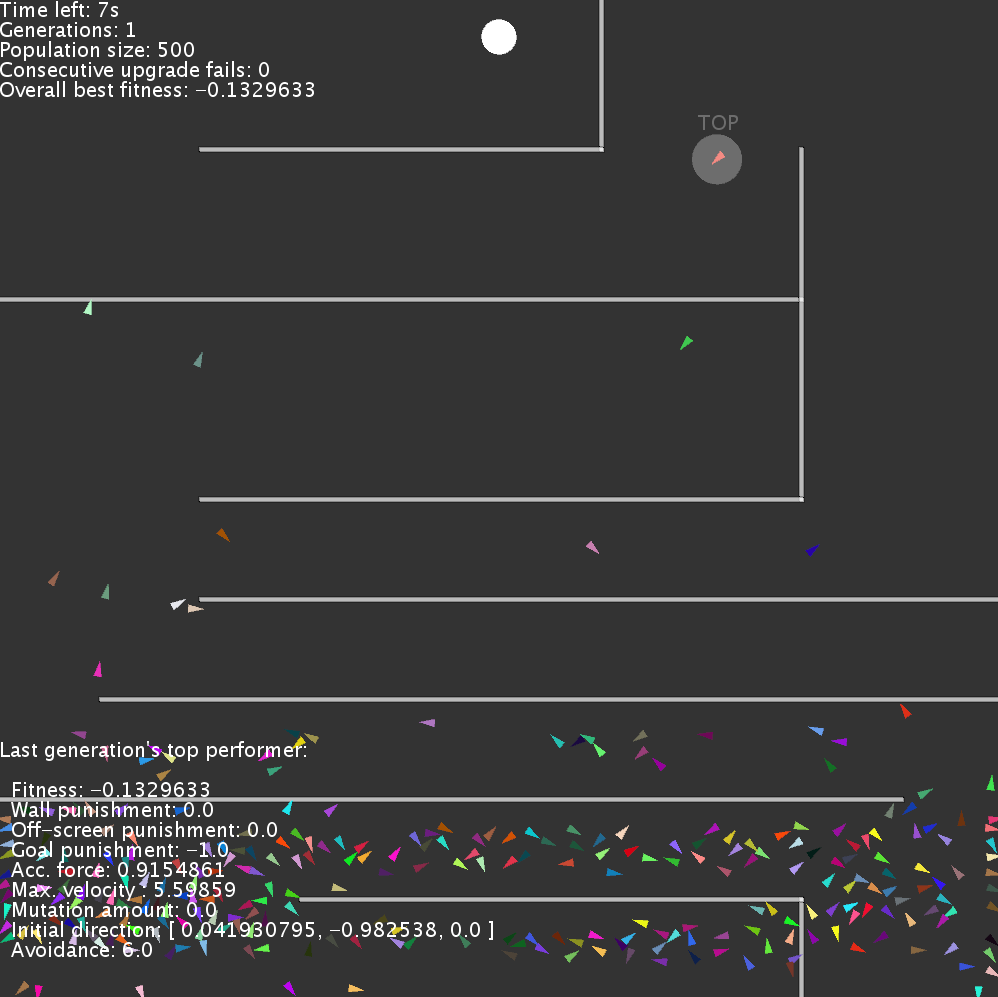 Time left: 7s
Generations: 1
Population size: 500
Consecutive upgrade fails: 0
Overall best fitness: −0.1329633
TOP
Last generation's top performer:
Fitness: −0.1329633
Wall punishment: 0.0
Off−screen punishment: 0.0
Goal punishment: −1.0
Acc. force: 0.9154861
Max. velocity : 5.59859
Mutation amount: 0.0
Initial direction: [ 0.041930795, −0.982538, 0.0 ]
Avoidance: 6.0